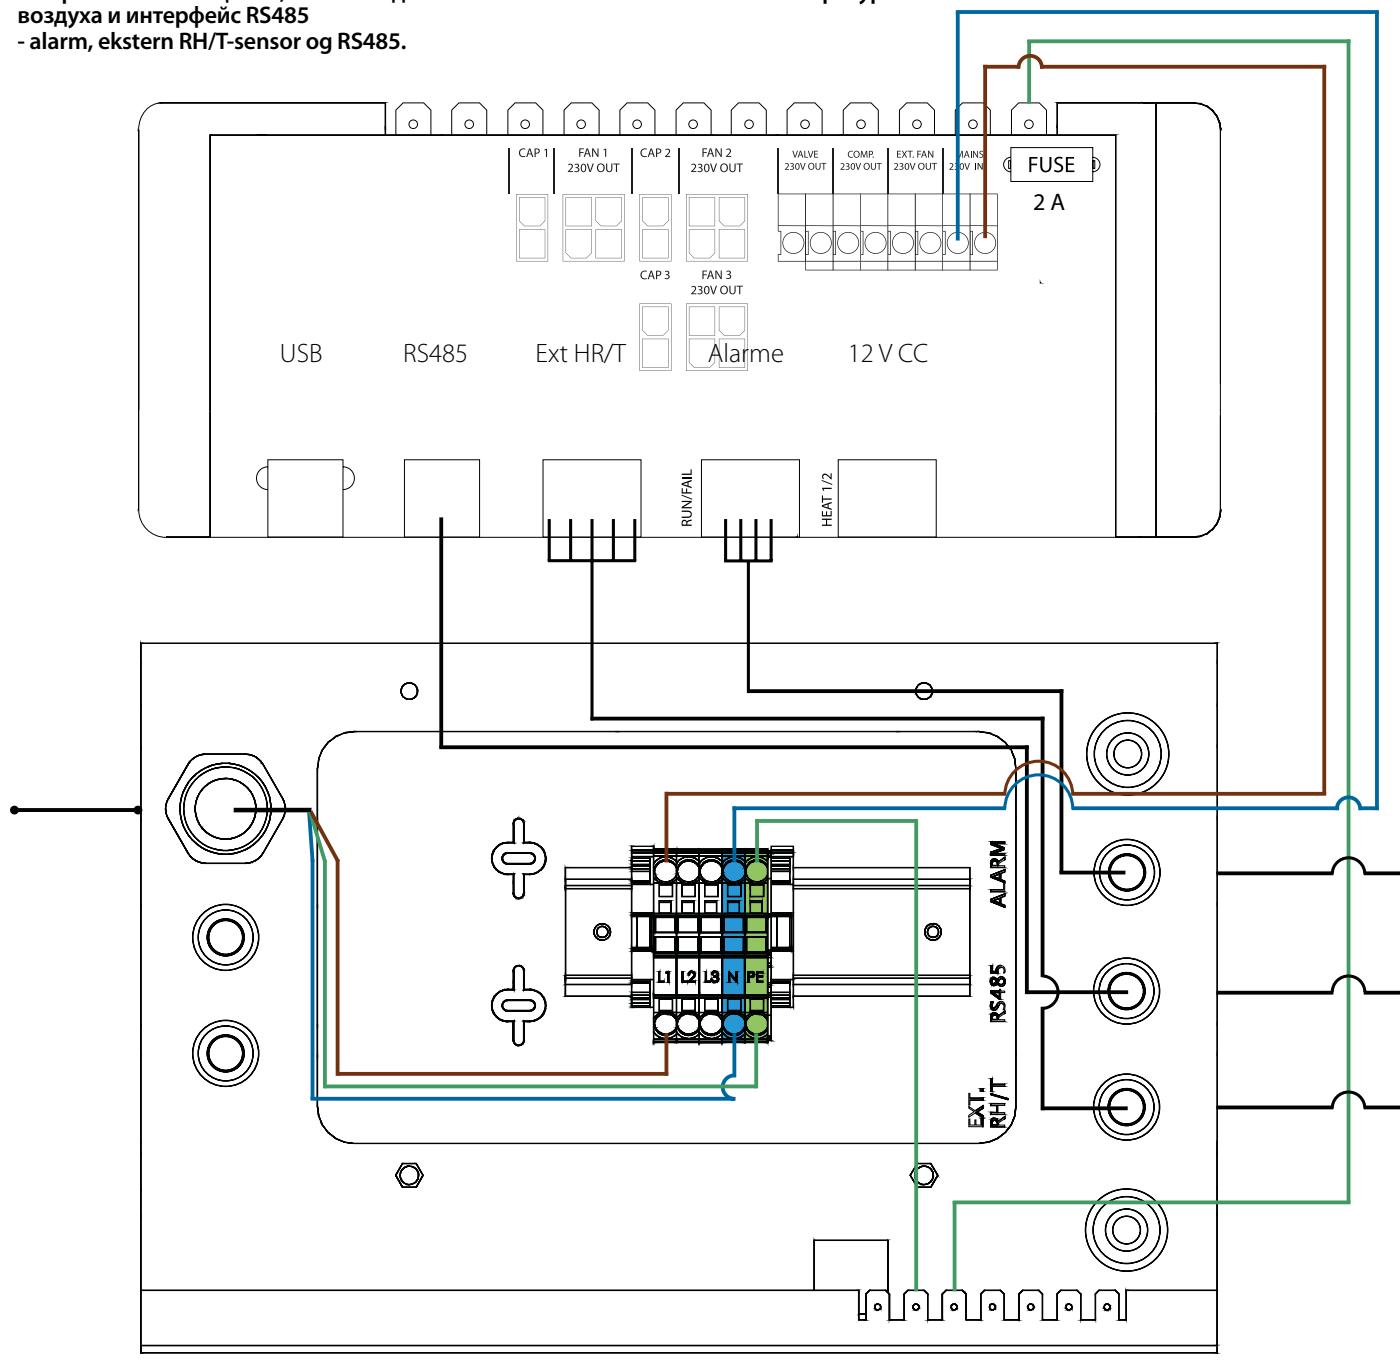 воздуха и интерфейс RS485
- alarm, ekstern RH/T-sensor og RS485.
CAP 1
FAN 1
230V OUT
CAP 2
FAN 2
230V OUT
VALVE
230V OUT
COMP.
230V OUT
EXT. FAN
230V OUT
MAINS
230V IN
FUSE
2 A
CAP 3
FAN 3
230V OUT
USB
RS485
Ext HR/T
Alarme
12 V CC
RUN/FAIL
HEAT 1/2
ALARM
RS485
EXT.
RH/T
L1 L2 L3 N PE